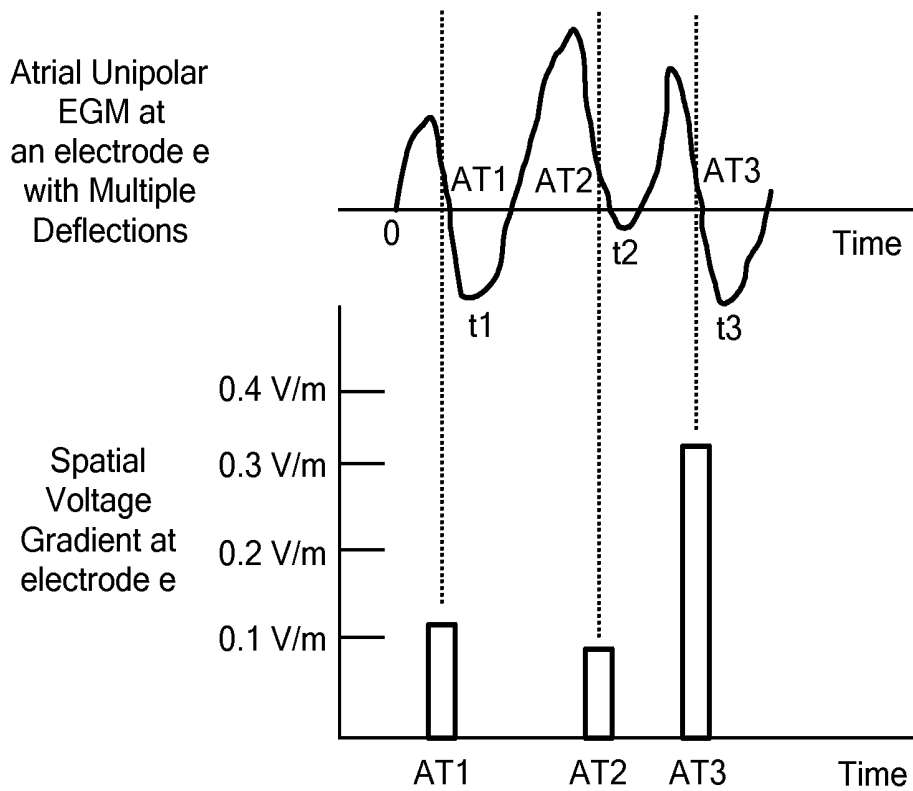 Atrial Unipolar
EGM at
an electrode e
with Multiple
Deflections
AT1
AT2
AT3
0
t1
t2
t3
Time
Spatial
Voltage
Gradient at
electrode e
0.4 V/m
0.3 V/m
0.2 V/m
0.1 V/m
AT1
AT2
AT3
Time